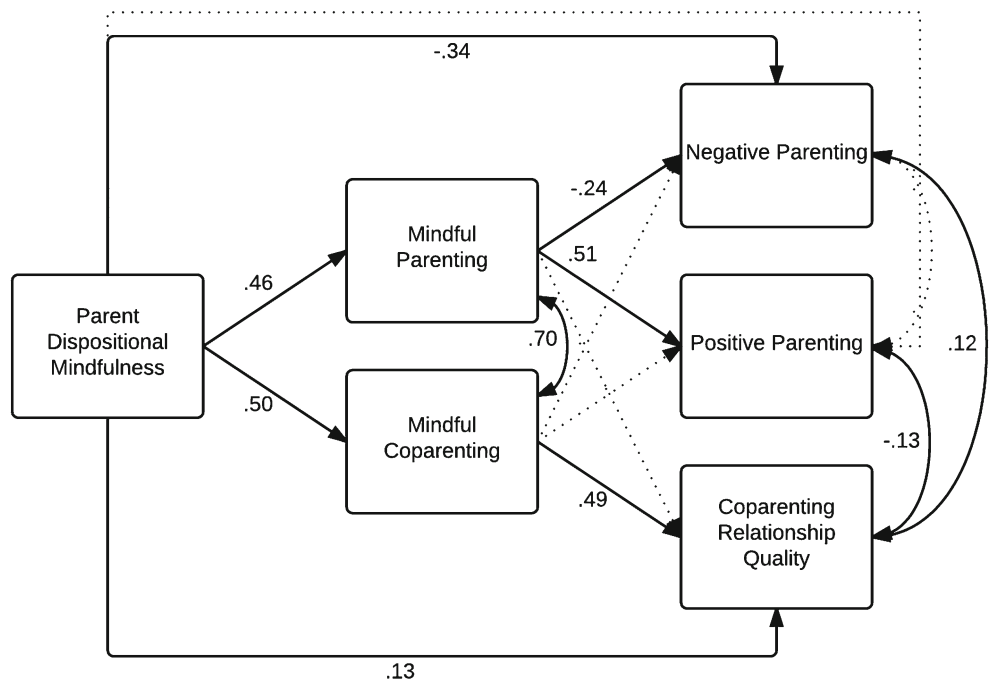 -.34
Negative Parenting
-.24
Mindful
Parenting
.51
.46
Parent
Dispositional
Mindfulness
.70
Positive Parenting
.12
.50
Mindful
Coparenting
-.13
.49
Coparenting
Relationship
Quality
.13